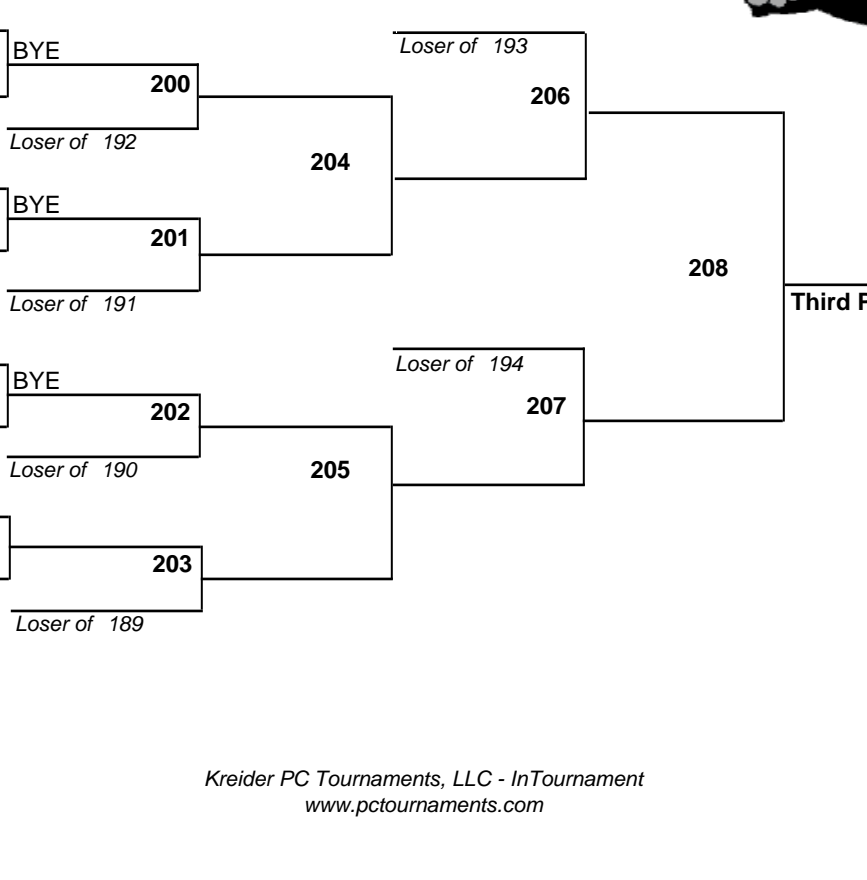 Loser of 193
BYE
200
206
Loser of 192
204
BYE
201
208
Loser of 191
Third
Loser of 194
BYE
207
202
Loser of 190
205
203
Loser of 189
Kreider PC Tournaments, LLC - InTournament
www.pctournaments.com